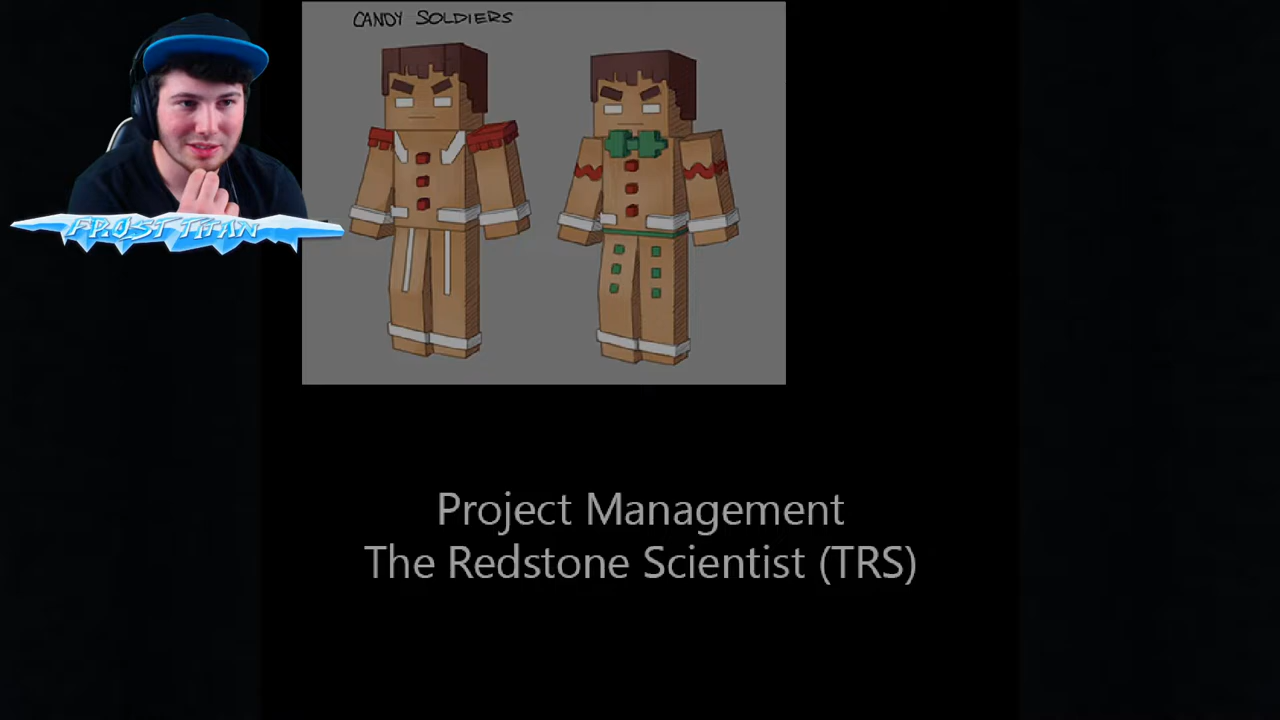 CANDY SOLDIERS
FROST TITAN
Project Management
The Redstone Scientist (TRS)